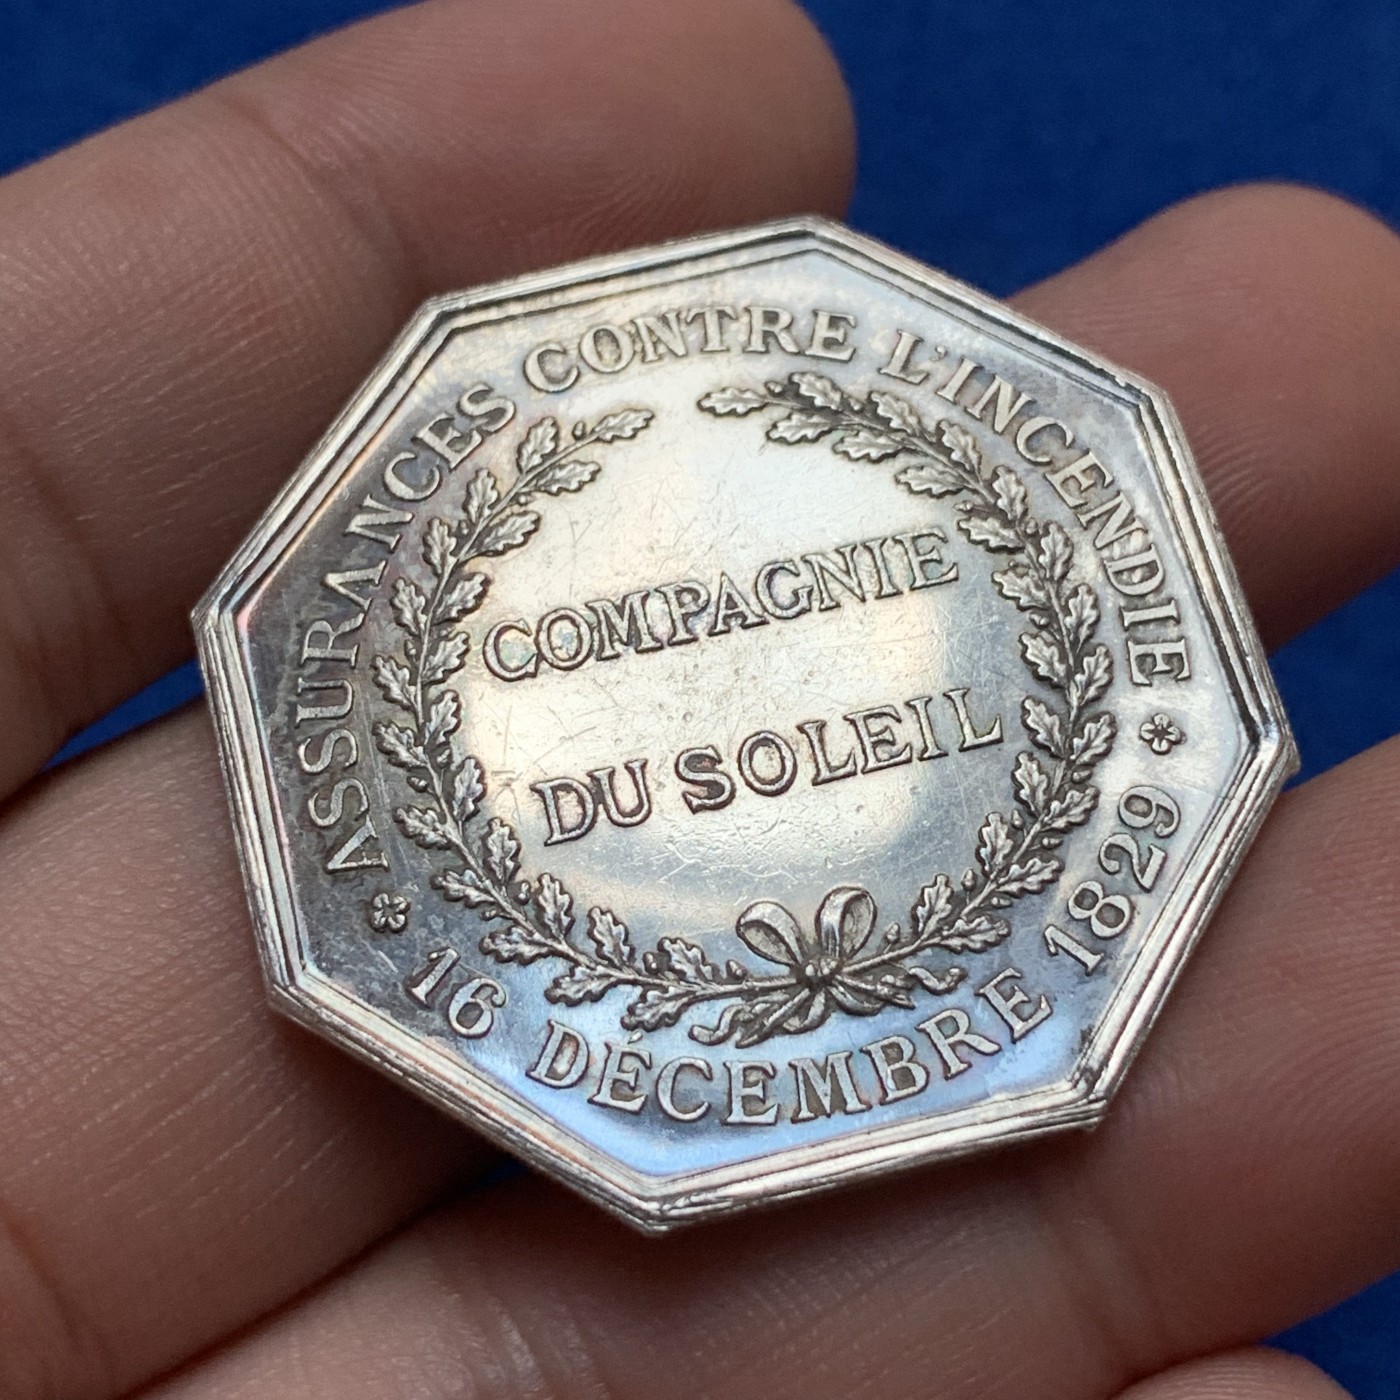 ASSURANCES CONTRE L'INCENDIE
COMPAGNIE
DU SOLEIL
16 DÉCEMBRE 1829